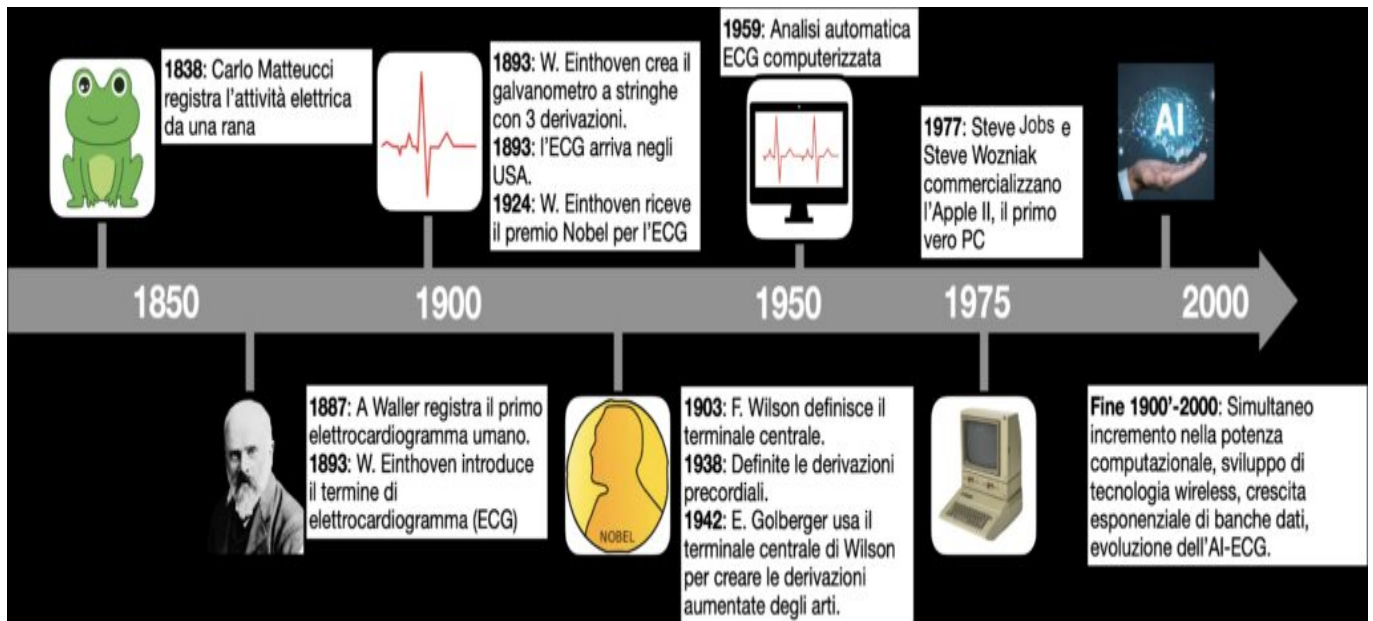 1838: Carlo Matteucci
registra l'attività elettrica
da una rana
1893: W. Einthoven crea il
galvanometro a stringhe
con 3 derivazioni.
1893: l'ECG arriva negli
USA.
1924: W. Einthoven riceve
il premio Nobel per l'ECG
1959: Analisi automatica
ECG computerizzata
1977: Steve Jobs e
Steve Wozniak
commercializzano
l'Apple II, il primo
vero PC
AI
1850
1900
1950
1975
2000
1887: A Waller registra il primo
elettrocardiogramma umano.
1893: W. Einthoven introduce
il termine di
elettrocardiogramma (ECG)
NOBEL
1903: F. Wilson definisce il
terminale centrale.
1938: Definite le derivazioni
precordiali.
1942: E. Golberger usa il
terminale centrale di Wilson
per creare le derivazioni
aumentate degli arti.
Fine 1900'-2000: Simultaneo
incremento nella potenza
computazionale, sviluppo di
tecnologia wireless, crescita
esponenziale di banche dati,
evoluzione dell'AI-ECG.